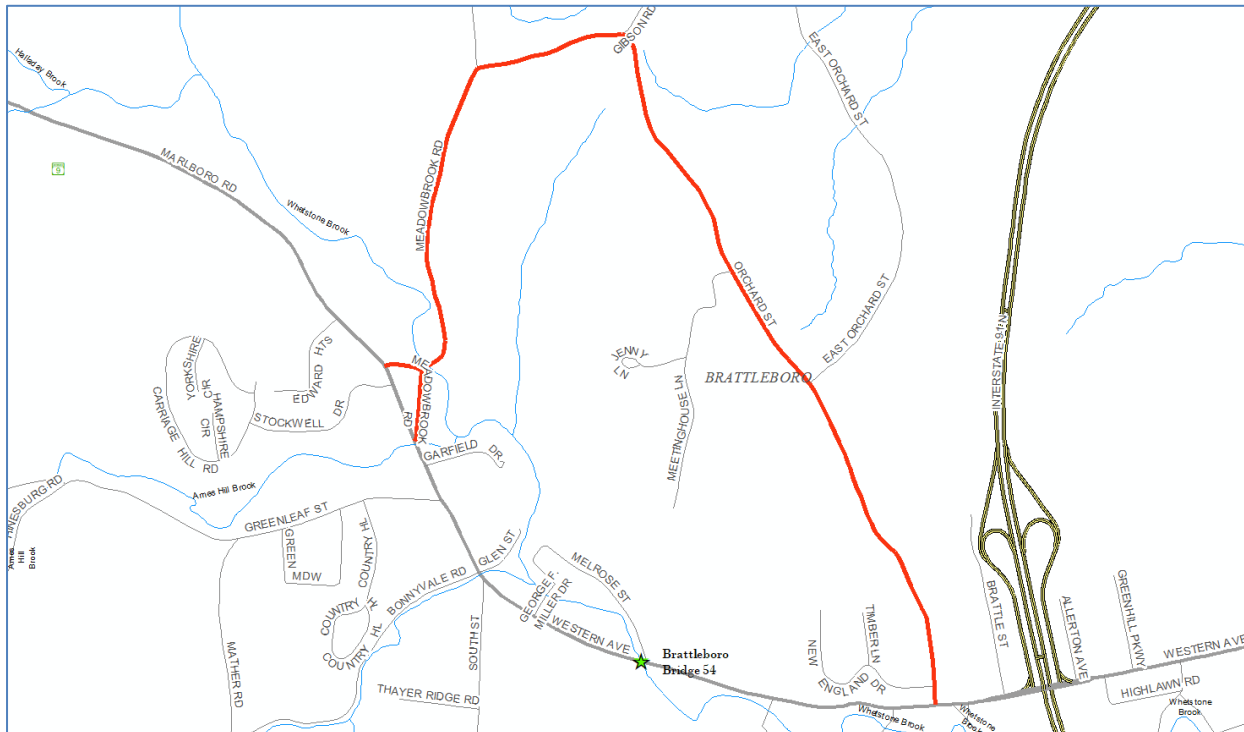 GIBSON RD
EAST ORCHARD ST
Halladay Brook
MARLBORO RD
9
MEADOWBROOK RD
Whetstone Brook
ORCHARD ST
EAST ORCHARD ST
INTERSTATE 91 N
JENNY
LN
BRATTLEBORO
MEETINGHOUSE LN
YORKSHIRE
CIR
HAMPSHIRE
CIR
CARRIAGE HILL RD
EDWARD HTS
STOCKWELL DR
MEADOWBROOK
RD
GARFIELD DR
Ames Hill Brook
GREENLEAF ST
Ames
Hill
Brook
GREEN
MDW
COUNTRY HL
COUNTRY HL
COUNTRY HL
BONNYVALE RD
GLEN ST
GEORGE F.
MILLER DR
MELROSE ST
WESTERN AVE
Brattleboro
Bridge 54
MATHER RD
SOUTH ST
THAYER RIDGE RD
NEW
ENGLAND DR
TIMBER LN
BRATTLE ST
ALLERTON AVE
GREENHILL PKWY
WESTERN AVE
HIGHLAWN RD
Whetstone Brook
Whetstone
Brook
Whetstone
Brook